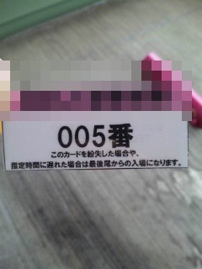 005番
このカードを紛失した場合や、
指定時間に遅れた場合は最後尾からの入場になります。